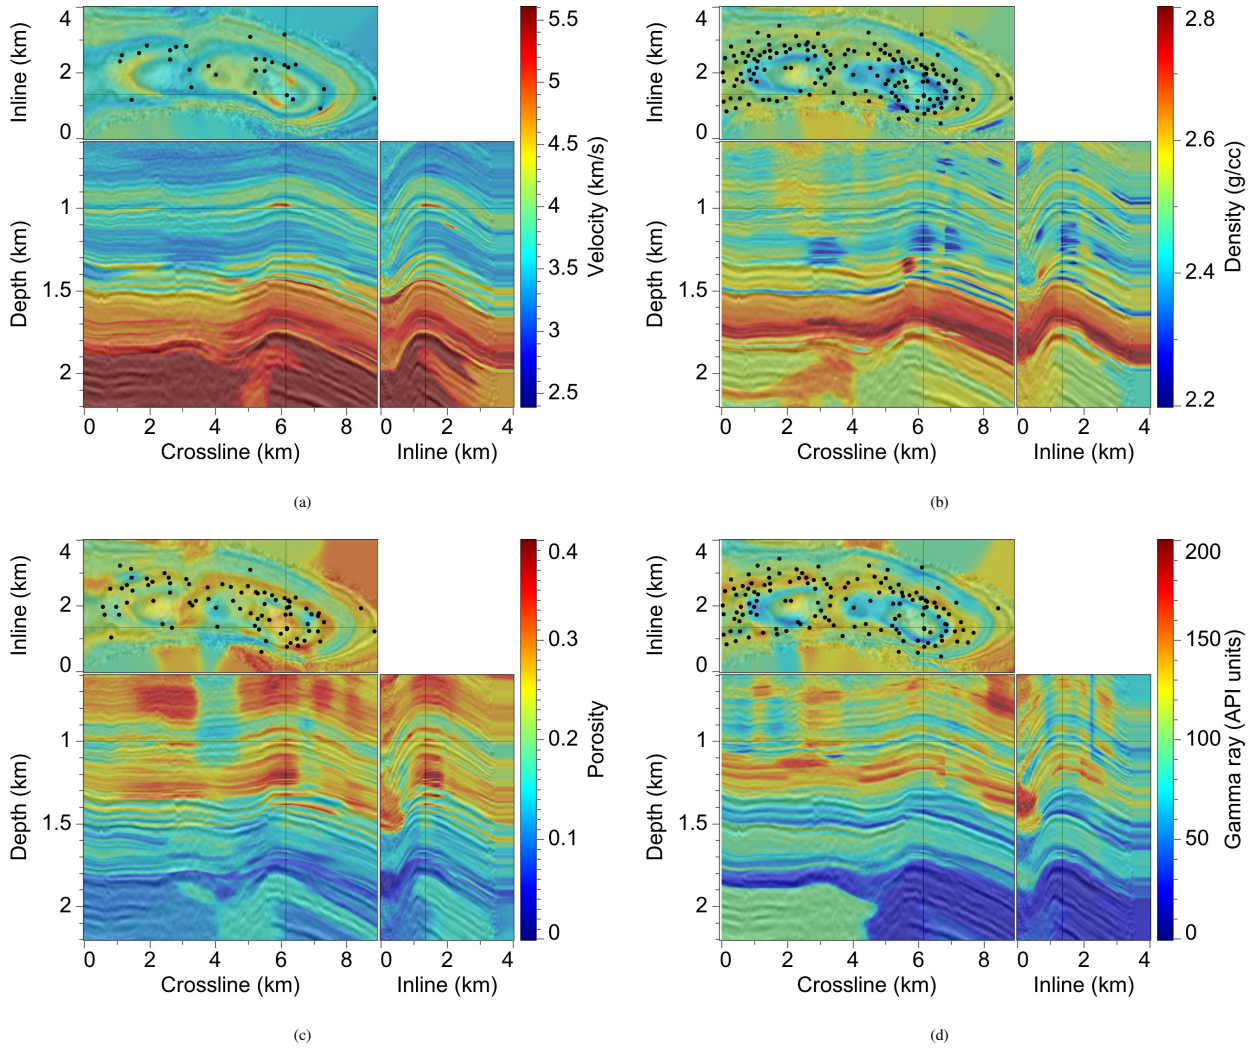 4
2
0
Inline (km)
1
1.5
2
Depth (km)
0 2 4 6 8
Crossline (km)
0 2 4
Inline (km)
5.5
5
4.5
4
3.5
3
2.5
Velocity (km/s)
(a)
4
2
0
Inline (km)
1
1.5
2
Depth (km)
0 2 4 6 8
Crossline (km)
0 2 4
Inline (km)
2.8
2.6
2.4
2.2
Density (g/cc)
(b)
4
2
0
Inline (km)
1
1.5
2
Depth (km)
0 2 4 6 8
Crossline (km)
0 2 4
Inline (km)
0.4
0.3
0.2
0.1
0
Porosity
(c)
4
2
0
Inline (km)
1
1.5
2
Depth (km)
0 2 4 6 8
Crossline (km)
0 2 4
Inline (km)
200
150
100
50
0
Gamma ray (API units)
(d)